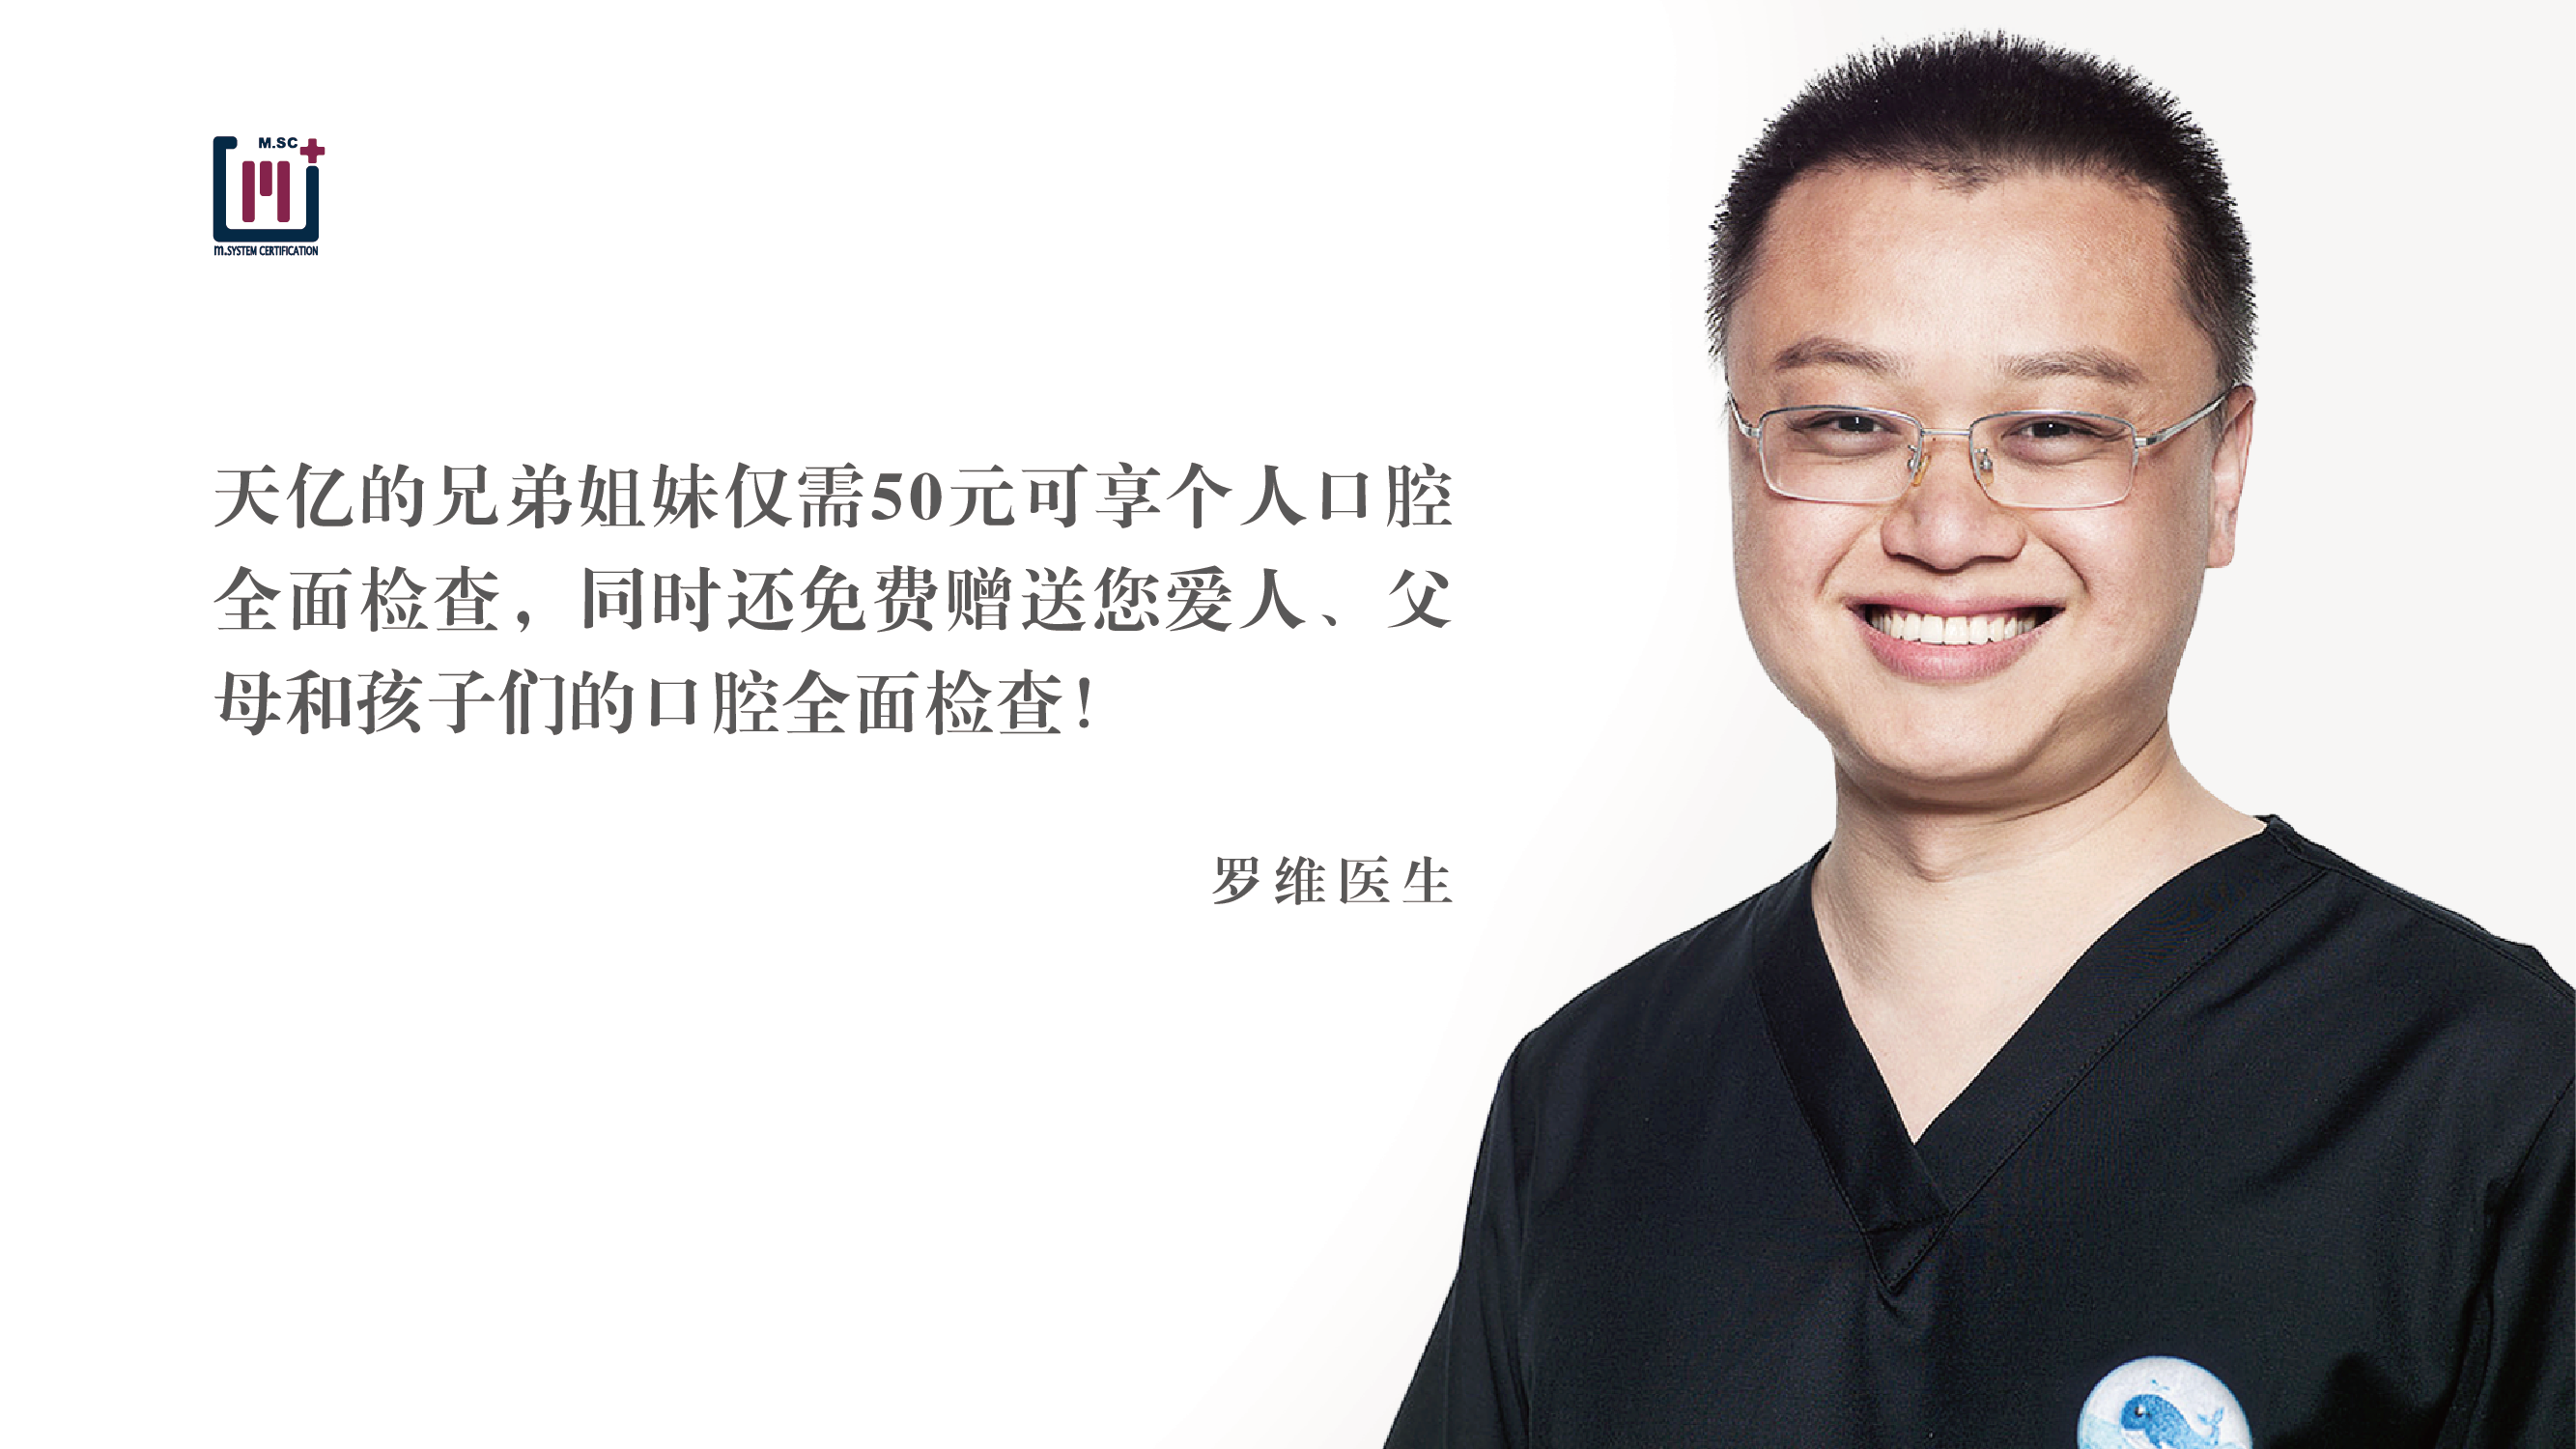 M.SC
m.SYSTEM CERTIFICATION
天亿的兄弟姐妹仅需50元可享个人口腔
全面检查，同时还免费赠送您爱人、父
母和孩子们的口腔全面检查！
罗维医生